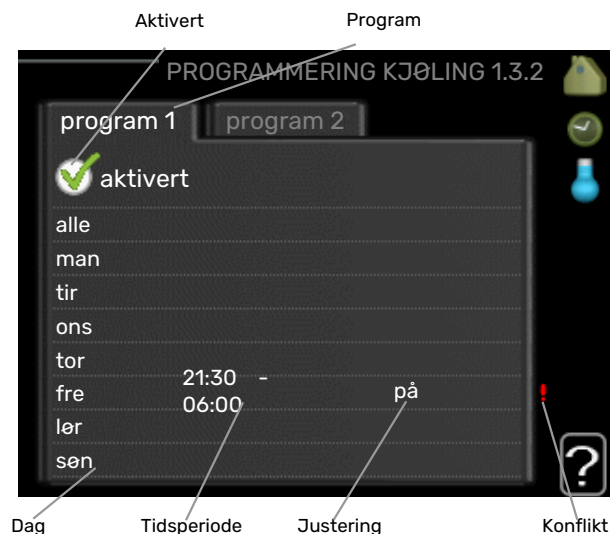 Aktivert Program
PROGRAMMERING KJØLING 1.3.2
program 1 program 2
aktivert
alle
man
tir
ons
tor
fre 21:30 - 06:00 på !
lør
søn
?
Dag Tidsperiode Justering Konflikt